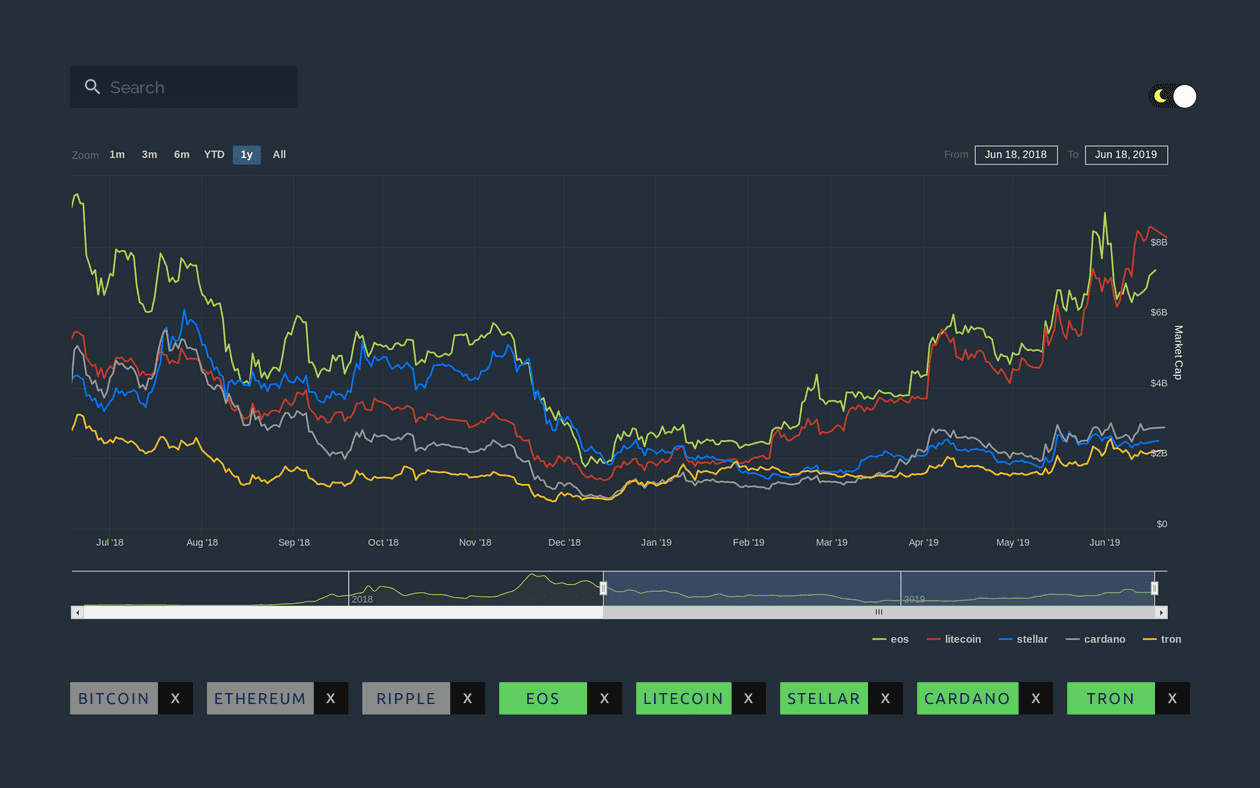 Search
Zoom 1m 3m 6m YTD 1y All From Jun 18, 2018 To Jun 18, 2019
$8B
$6B
Market Cap
$4B
$2B
$0
Jul '18 Aug '18 Sep '18 Oct '18 Nov '18 Dec '18 Jan '19 Feb '19 Mar '19 Apr '19 May '19 Jun '19
2018 2019
eos litecoin stellar cardano tron
BITCOIN X ETHEREUM X RIPPLE X EOS X LITECOIN X STELLAR X CARDANO X TRON X